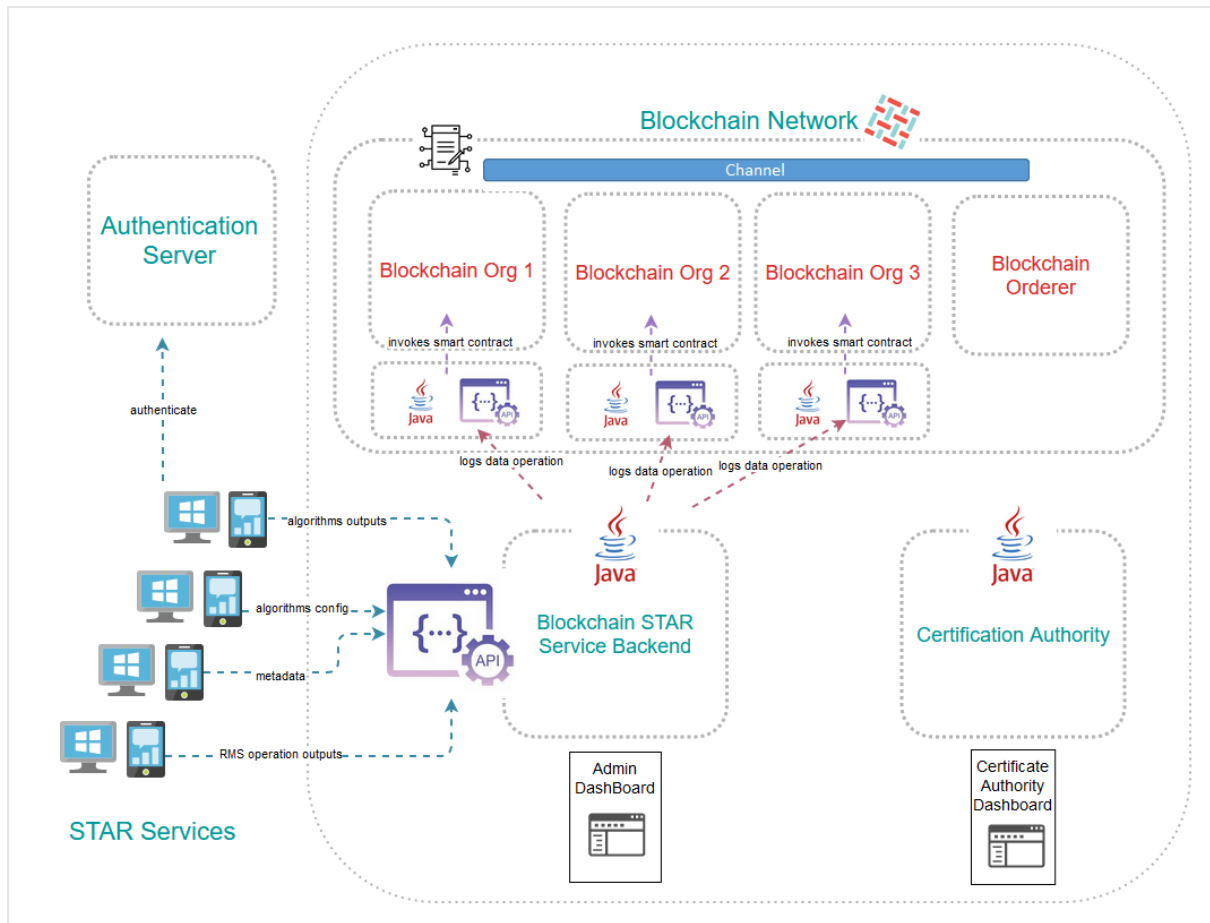 Blockchain Network
Channel
Authentication
Server
Blockchain Org 1
Blockchain Org 2
Blockchain Org 3
Blockchain
Orderer
invokes smart contract
invokes smart contract
invokes smart contract
Java
{···}
API
Java
{···}
API
Java
{···}
API
authenticate
logs data operation
logs data operation
logs data operation
algorithms outputs
Java
Java
algorithms config
{···}
API
Blockchain STAR
Service Backend
Certification Authority
metadata
RMS operation outputs
Admin
DashBoard
Certificate
Authority
Dashboard
STAR Services